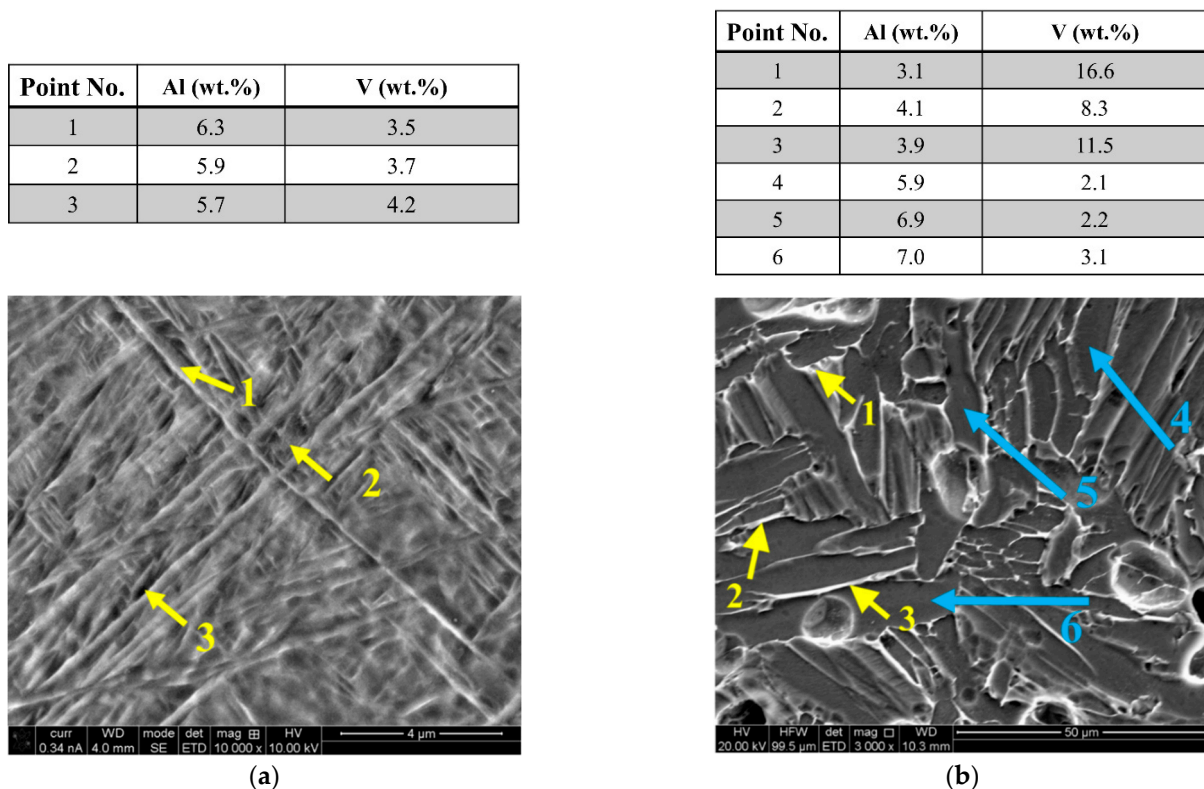 Point No. Al (wt.%) V (wt.%)
1 6.3 3.5
2 5.9 3.7
3 5.7 4.2
1
2
3
curr WD mode det mag HV
0.34 nA 4.0 mm SE ETD 10 000 x 10.00 kV 4 µm
(a)
Point No. Al (wt.%) V (wt.%)
1 3.1 16.6
2 4.1 8.3
3 3.9 11.5
4 5.9 2.1
5 6.9 2.2
6 7.0 3.1
1
4
5
2
3
6
HV HFW det mag WD
20.00 kV 99.5 µm ETD 3 000 x 10.3 mm 50 µm
(b)